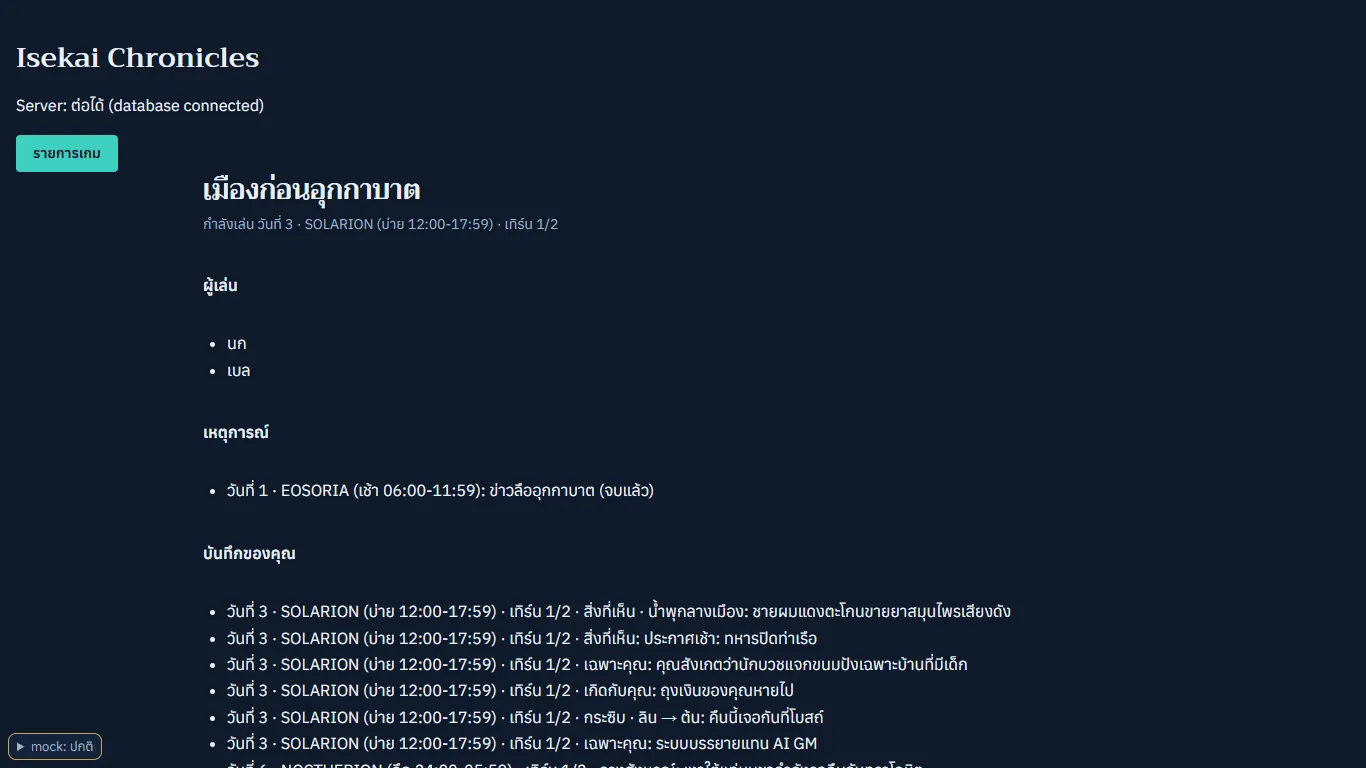 Isekai Chronicles
Server: ต่อได้ (database connected)
รายการเกม
เมืองก่อนอุกกาบาต
กำลังเล่น วันที่ 3 · SOLARION (บ่าย 12:00-17:59) · เทิร์น 1/2
ผู้เล่น
นก
เบล
เหตุการณ์
วันที่ 1 · EOSORIA (เช้า 06:00-11:59): ข่าวลืออุกกาบาต (จบแล้ว)
บันทึกของคุณ
วันที่ 3 · SOLARION (บ่าย 12:00-17:59) · เทิร์น 1/2 · สิ่งที่เห็น · น้ำพุกลางเมือง: ชายผมแดงตะโกนขายยาสมุนไพรเสียงดัง
วันที่ 3 · SOLARION (บ่าย 12:00-17:59) · เทิร์น 1/2 · สิ่งที่เห็น: ประกาศเช้า: ทหารปิดท่าเรือ
วันที่ 3 · SOLARION (บ่าย 12:00-17:59) · เทิร์น 1/2 · เฉพาะคุณ: คุณสังเกตว่านักบวชแจกขนมปังเฉพาะบ้านที่มีเด็ก
วันที่ 3 · SOLARION (บ่าย 12:00-17:59) · เทิร์น 1/2 · เกิดกับคุณ: ถุงเงินของคุณหายไป
วันที่ 3 · SOLARION (บ่าย 12:00-17:59) · เทิร์น 1/2 · กระซิบ · ลิน → ต้น: คืนนี้เจอกันที่โบสถ์
วันที่ 3 · SOLARION (บ่าย 12:00-17:59) · เทิร์น 1/2 · เฉพาะคุณ: ระบบบรรยายแทน AI GM
▶ mock: ปกติ